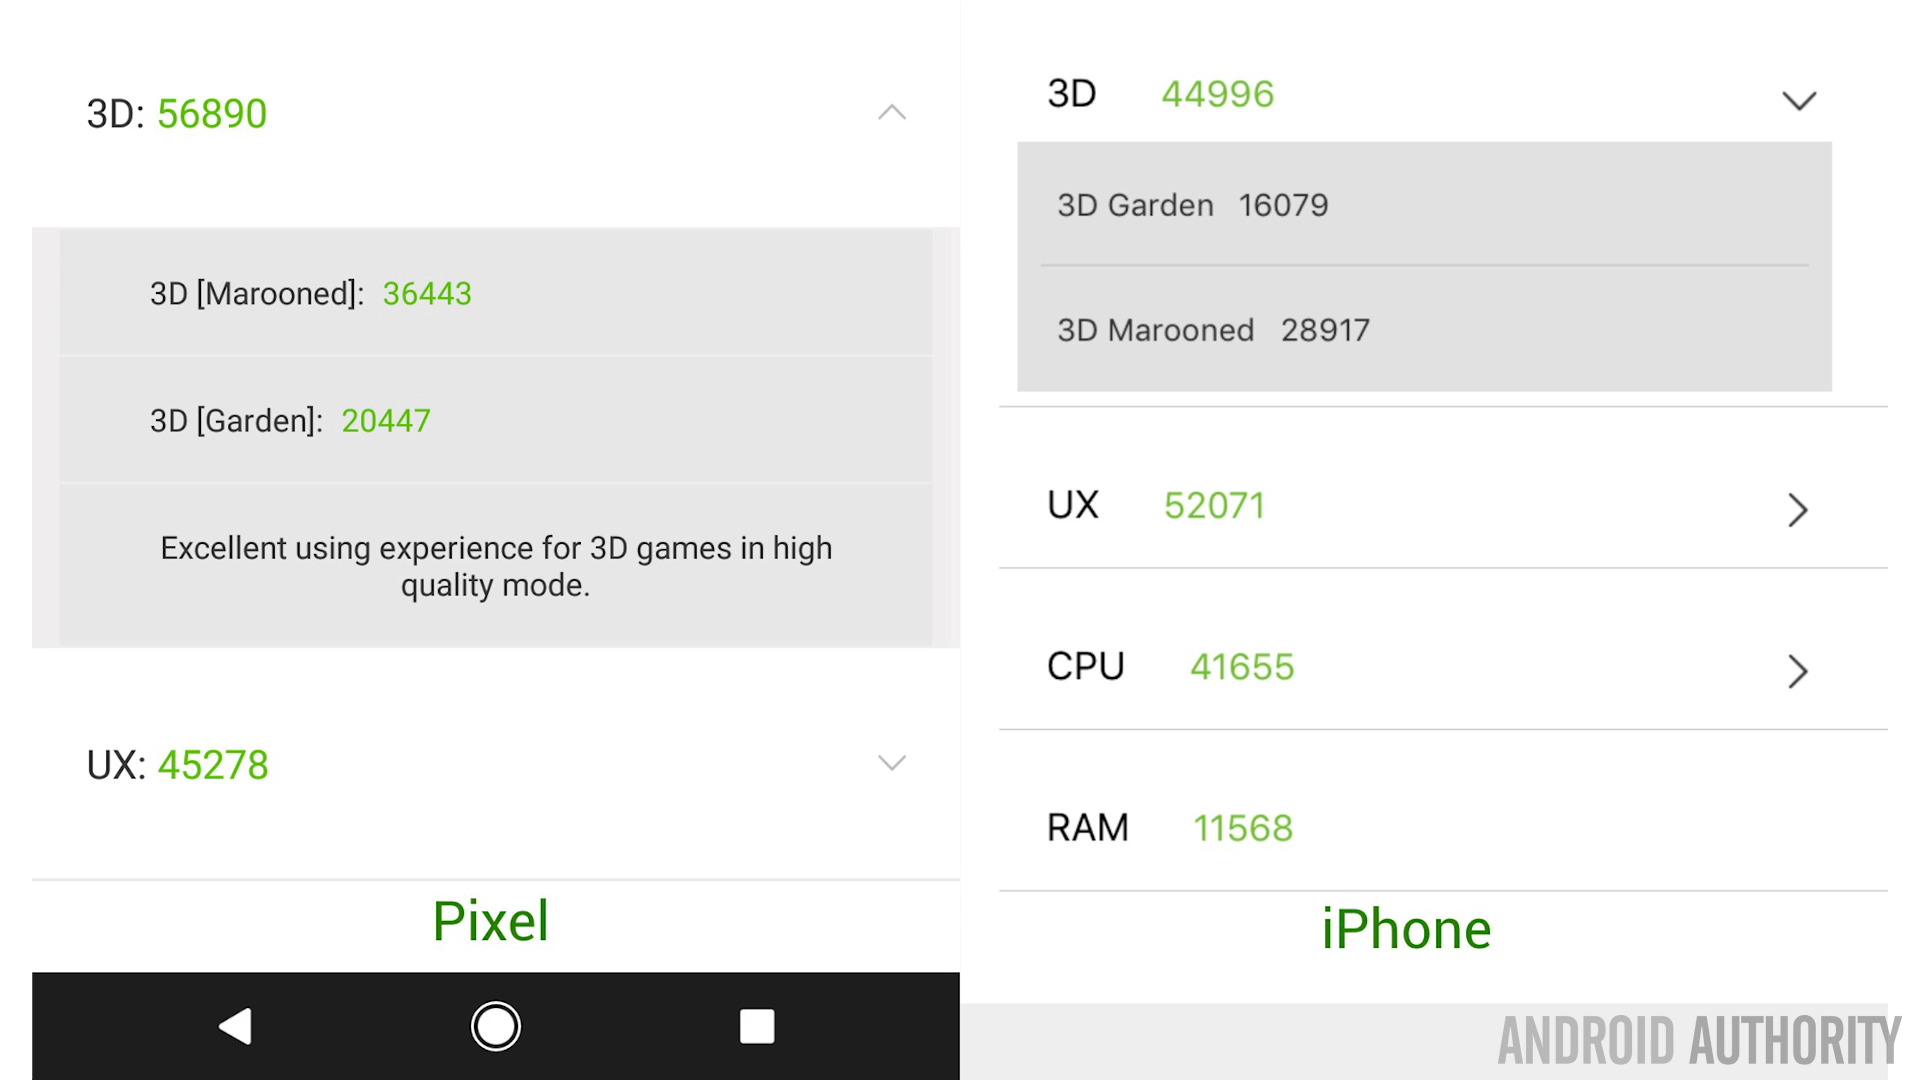 3D: 56890
3D [Marooned]: 36443
3D [Garden]: 20447
Excellent using experience for 3D games in high
quality mode.
UX: 45278
Pixel
3D 44996
3D Garden 16079
3D Marooned 28917
UX 52071
CPU 41655
RAM 11568
iPhone
ANDROID AUTHORITY